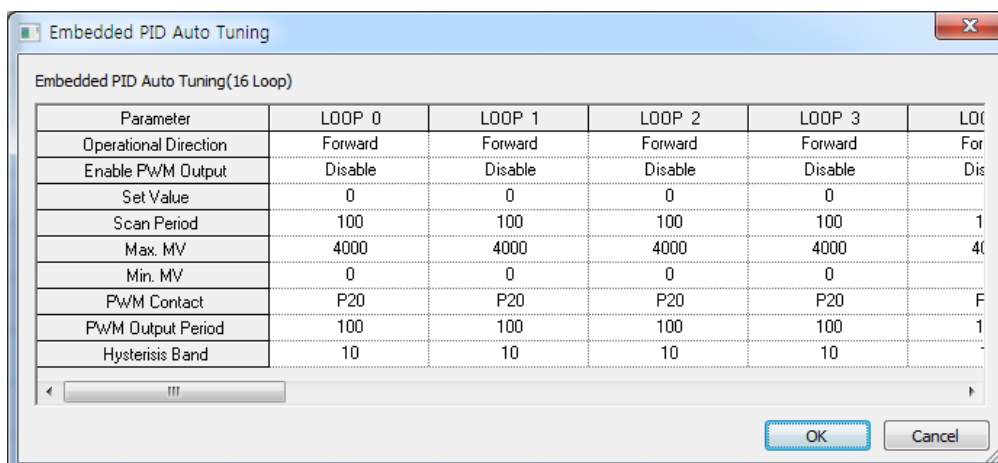 Embedded PID Auto Tuning
Embedded PID Auto Tuning(16 Loop)
Parameter LOOP 0 LOOP 1 LOOP 2 LOOP 3
Operational Direction Forward Forward Forward Forward
Enable PWM Output Disable Disable Disable Disable
Set Value 0 0 0 0
Scan Period 100 100 100 100
Max. MV 4000 4000 4000 4000
Min. MV 0 0 0 0
PWM Contact P20 P20 P20 P20
PWM Output Period 100 100 100 100
Hysterisis Band 10 10 10 10
OK Cancel